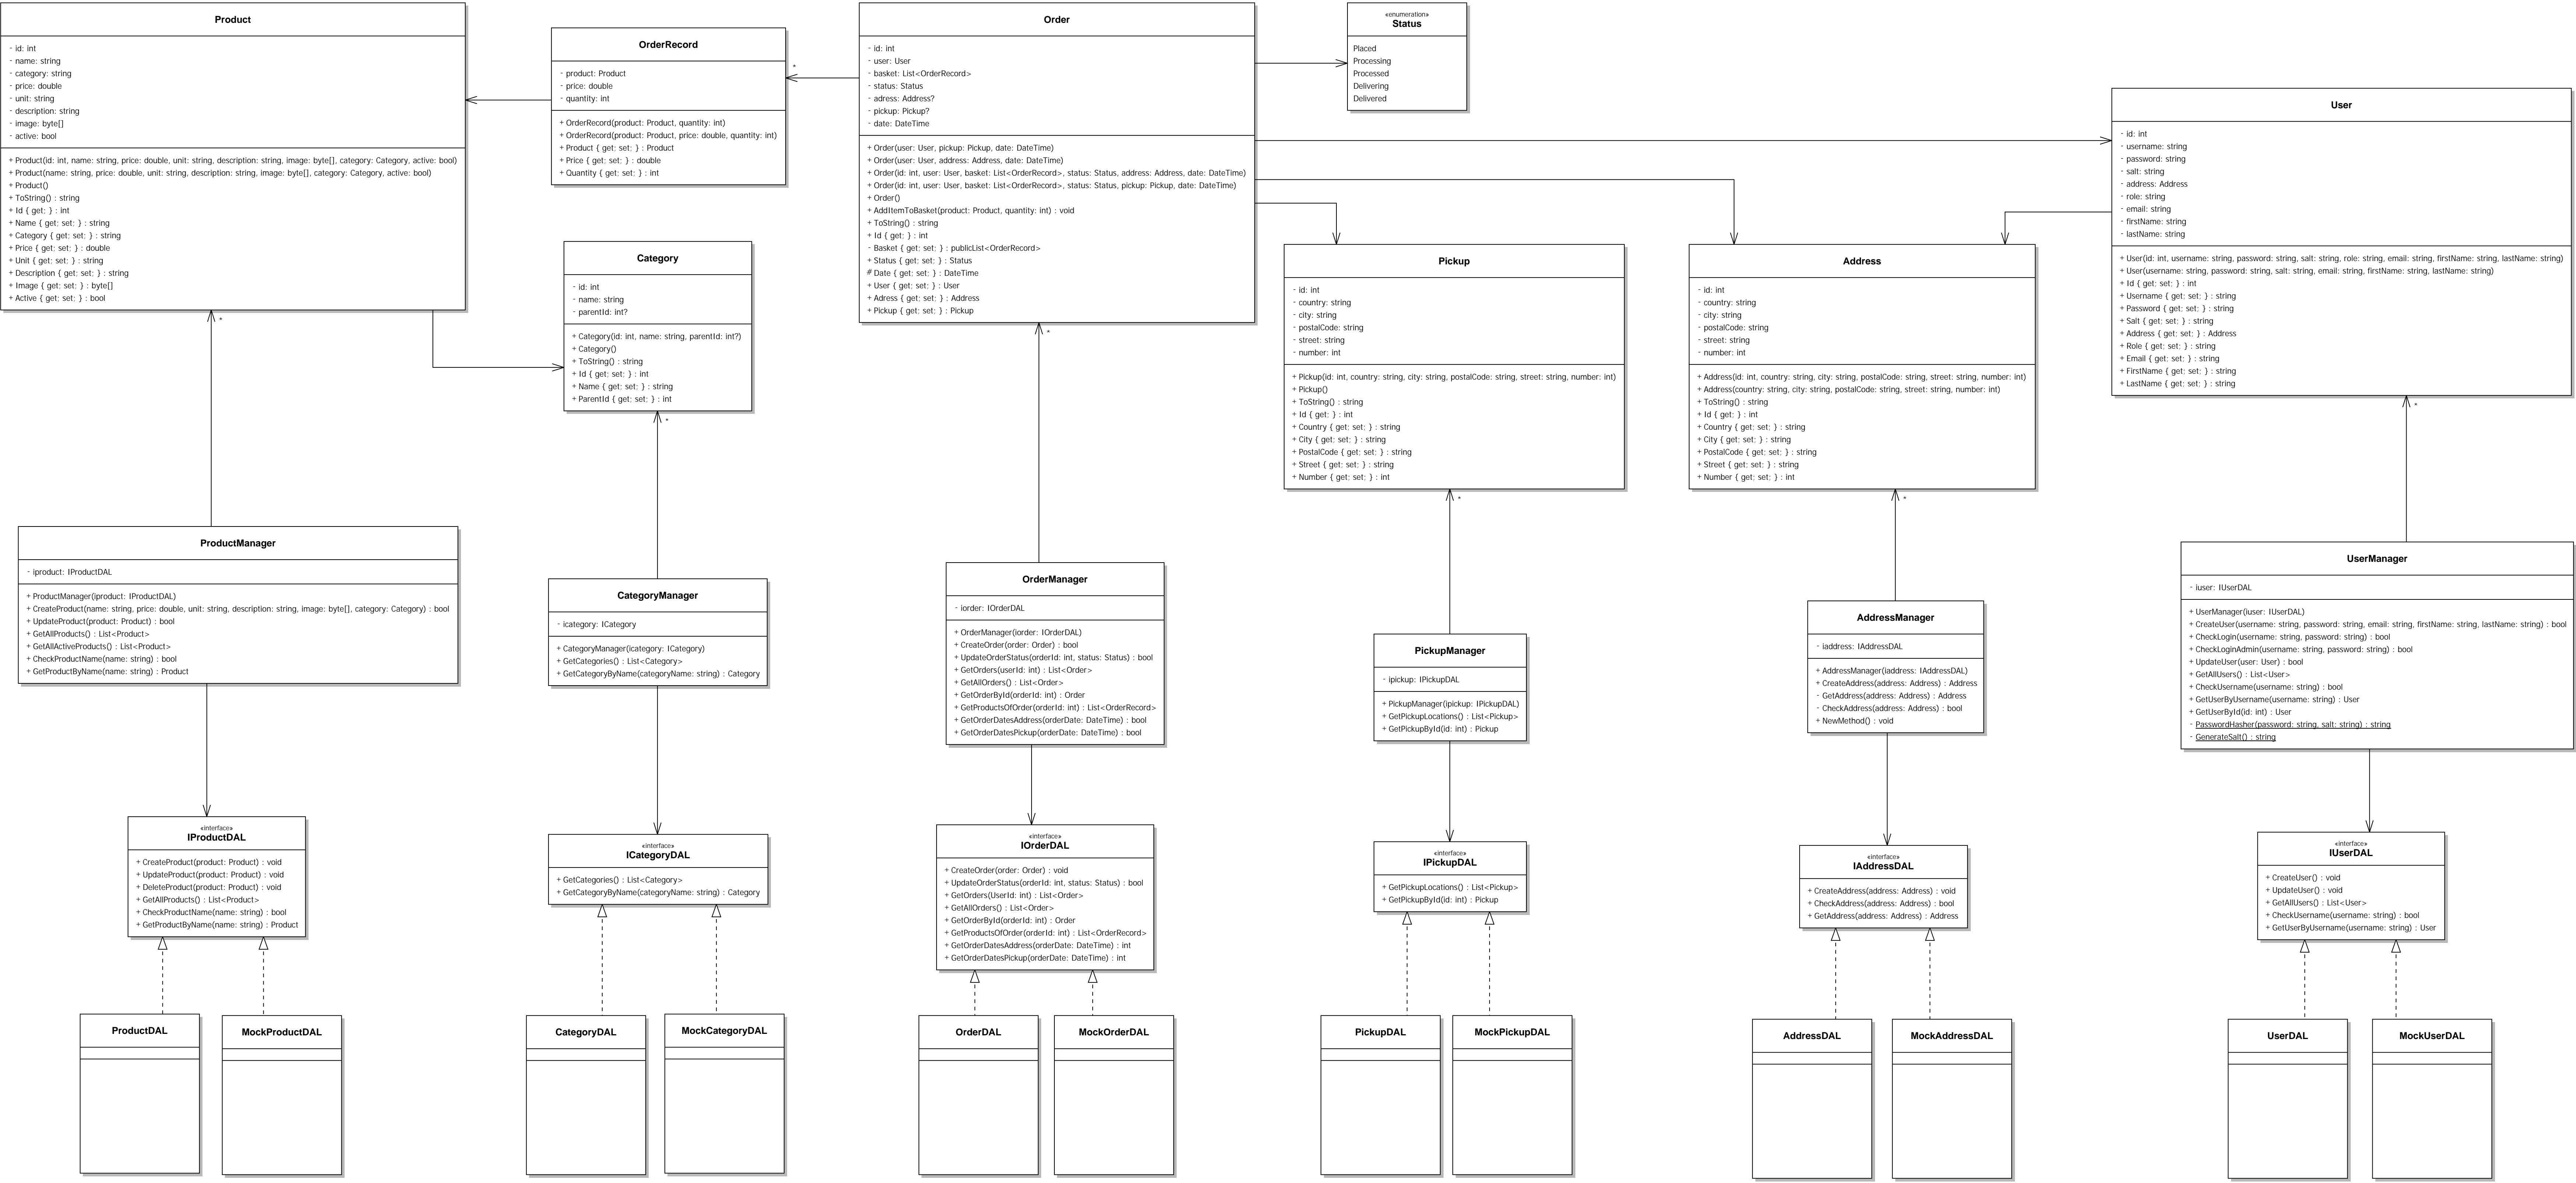 Product
- id: int
- name: string
- category: string
- price: double
- unit: string
- description: string
- image: byte[]
- active: bool
+ Product(id: int, name: string, price: double, unit: string, description: string, image: byte[], category: Category, active: bool)
+ Product(name: string, price: double, unit: string, description: string, image: byte[], category: Category, active: bool)
+ Product()
+ ToString() : string
+ Id { get; } : int
+ Name { get; set; } : string
+ Category { get; set; } : string
+ Price { get; set; } : double
+ Unit { get; set; } : string
+ Description { get; set; } : string
+ Image { get; set; } : byte[]
+ Active { get; set; } : bool
*
OrderRecord
- product: Product
- price: double
- quantity: int
+ OrderRecord(product: Product, quantity: int)
+ OrderRecord(product: Product, price: double, quantity: int)
+ Product { get; set; } : Product
+ Price { get; set; } : double
+ Quantity { get; set; } : int
*
Order
- id: int
- user: User
- basket: List<OrderRecord>
- status: Status
- adress: Address?
- pickup: Pickup?
- date: DateTime
+ Order(user: User, pickup: Pickup, date: DateTime)
+ Order(user: User, address: Address, date: DateTime)
+ Order(id: int, user: User, basket: List<OrderRecord>, status: Status, address: Address, date: DateTime)
+ Order(id: int, user: User, basket: List<OrderRecord>, status: Status, pickup: Pickup, date: DateTime)
+ Order()
+ AddItemToBasket(product: Product, quantity: int) : void
+ ToString() : string
+ Id { get; } : int
- Basket { get; set; } : publicList<OrderRecord>
+ Status { get; set; } : Status
# Date { get; set; } : DateTime
+ User { get; set; } : User
+ Adress { get; set; } : Address
+ Pickup { get; set; } : Pickup
*
«enumeration»
Status
Placed
Processing
Processed
Delivering
Delivered
User
- id: int
- username: string
- password: string
- salt: string
- address: Address
- role: string
- email: string
- firstName: string
- lastName: string
+ User(id: int, username: string, password: string, salt: string, role: string, email: string, firstName: string, lastName: string)
+ User(username: string, password: string, salt: string, email: string, firstName: string, lastName: string)
+ Id { get; set; } : int
+ Username { get; set; } : string
+ Password { get; set; } : string
+ Salt { get; set; } : string
+ Address { get; set; } : Address
+ Role { get; set; } : string
+ Email { get; set; } : string
+ FirstName { get; set; } : string
+ LastName { get; set; } : string
*
Category
- id: int
- name: string
- parentId: int?
+ Category(id: int, name: string, parentId: int?)
+ Category()
+ ToString() : string
+ Id { get; set; } : int
+ Name { get; set; } : string
+ ParentId { get; set; } : int
*
Pickup
- id: int
- country: string
- city: string
- postalCode: string
- street: string
- number: int
+ Pickup(id: int, country: string, city: string, postalCode: string, street: string, number: int)
+ Pickup()
+ ToString() : string
+ Id { get; } : int
+ Country { get; set; } : string
+ City { get; set; } : string
+ PostalCode { get; set; } : string
+ Street { get; set; } : string
+ Number { get; set; } : int
*
Address
- id: int
- country: string
- city: string
- postalCode: string
- street: string
- number: int
+ Address(id: int, country: string, city: string, postalCode: string, street: string, number: int)
+ Address(country: string, city: string, postalCode: string, street: string, number: int)
+ ToString() : string
+ Id { get; } : int
+ Country { get; set; } : string
+ City { get; set; } : string
+ PostalCode { get; set; } : string
+ Street { get; set; } : string
+ Number { get; set; } : int
*
ProductManager
- iproduct: IProductDAL
+ ProductManager(iproduct: IProductDAL)
+ CreateProduct(name: string, price: double, unit: string, description: string, image: byte[], category: Category) : bool
+ UpdateProduct(product: Product) : bool
+ GetAllProducts() : List<Product>
+ GetAllActiveProducts() : List<Product>
+ CheckProductName(name: string) : bool
+ GetProductByName(name: string) : Product
CategoryManager
- icategory: ICategory
+ CategoryManager(icategory: ICategory)
+ GetCategories() : List<Category>
+ GetCategoryByName(categoryName: string) : Category
OrderManager
- iorder: IOrderDAL
+ OrderManager(iorder: IOrderDAL)
+ CreateOrder(order: Order) : bool
+ UpdateOrderStatus(orderId: int, status: Status) : bool
+ GetOrders(userId: int) : List<Order>
+ GetAllOrders() : List<Order>
+ GetOrderById(orderId: int) : Order
+ GetProductsOfOrder(orderId: int) : List<OrderRecord>
+ GetOrderDatesAddress(orderDate: DateTime) : bool
+ GetOrderDatesPickup(orderDate: DateTime) : bool
PickupManager
- ipickup: IPickupDAL
+ PickupManager(ipickup: IPickupDAL)
+ GetPickupLocations() : List<Pickup>
+ GetPickupById(id: int) : Pickup
AddressManager
- iaddress: IAddressDAL
+ AddressManager(iaddress: IAddressDAL)
+ CreateAddress(address: Address) : Address
- GetAddress(address: Address) : Address
- CheckAddress(address: Address) : bool
+ NewMethod() : void
UserManager
- iuser: IUserDAL
+ UserManager(iuser: IUserDAL)
+ CreateUser(username: string, password: string, email: string, firstName: string, lastName: string) : bool
+ CheckLogin(username: string, password: string) : bool
+ CheckLoginAdmin(username: string, password: string) : bool
+ UpdateUser(user: User) : bool
+ GetAllUsers() : List<User>
+ CheckUsername(username: string) : bool
+ GetUserByUsername(username: string) : User
+ GetUserById(id: int) : User
- PasswordHasher(password: string, salt: string) : string
- GenerateSalt() : string
«interface»
IProductDAL
+ CreateProduct(product: Product) : void
+ UpdateProduct(product: Product) : void
+ DeleteProduct(product: Product) : void
+ GetAllProducts() : List<Product>
+ CheckProductName(name: string) : bool
+ GetProductByName(name: string) : Product
«interface»
ICategoryDAL
+ GetCategories() : List<Category>
+ GetCategoryByName(categoryName: string) : Category
«interface»
IOrderDAL
+ CreateOrder(order: Order) : void
+ UpdateOrderStatus(orderId: int, status: Status) : bool
+ GetOrders(UserId: int) : List<Order>
+ GetAllOrders() : List<Order>
+ GetOrderById(orderId: int) : Order
+ GetProductsOfOrder(orderId: int) : List<OrderRecord>
+ GetOrderDatesAddress(orderDate: DateTime) : int
+ GetOrderDatesPickup(orderDate: DateTime) : int
«interface»
IPickupDAL
+ GetPickupLocations() : List<Pickup>
+ GetPickupById(id: int) : Pickup
«interface»
IAddressDAL
+ CreateAddress(address: Address) : void
+ CheckAddress(address: Address) : bool
+ GetAddress(address: Address) : Address
«interface»
IUserDAL
+ CreateUser() : void
+ UpdateUser() : void
+ GetAllUsers() : List<User>
+ CheckUsername(username: string) : bool
+ GetUserByUsername(username: string) : User
ProductDAL
MockProductDAL
CategoryDAL
MockCategoryDAL
OrderDAL
MockOrderDAL
PickupDAL
MockPickupDAL
AddressDAL
MockAddressDAL
UserDAL
MockUserDAL